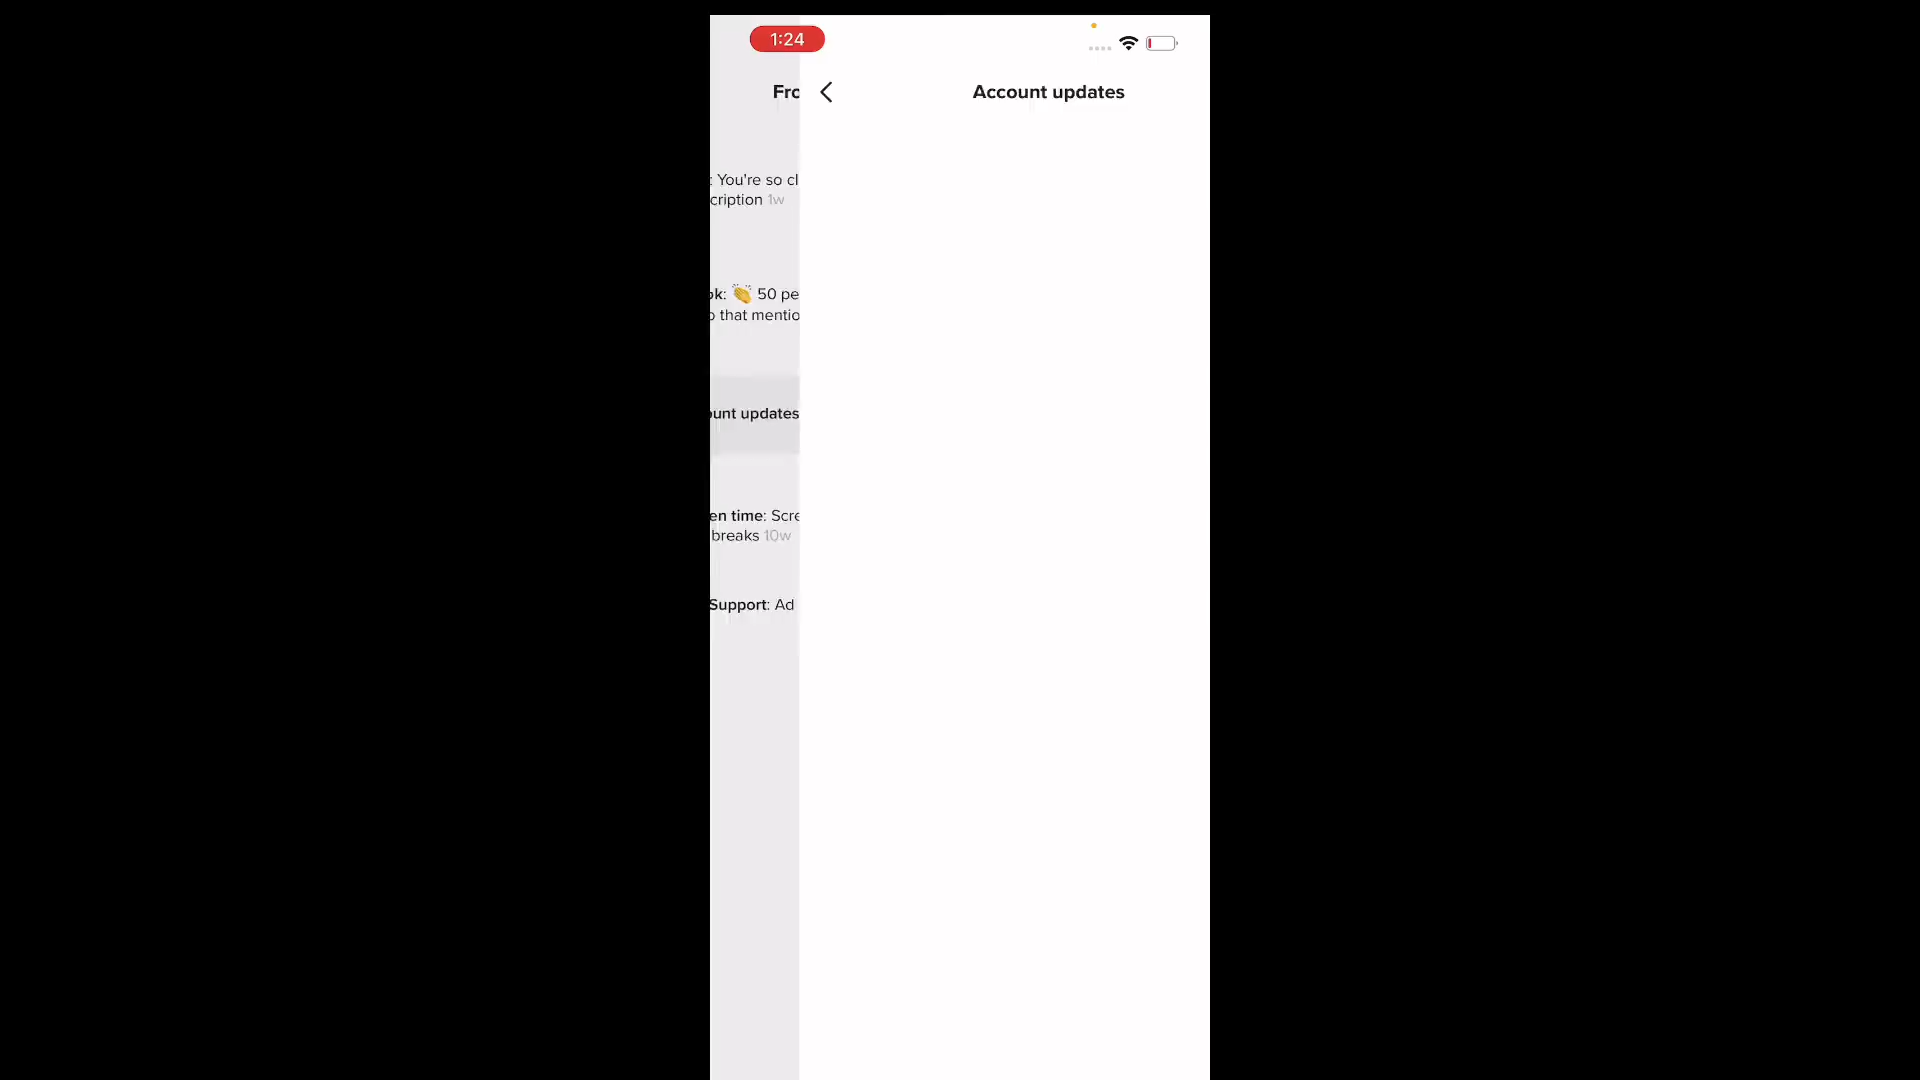 1:24
Fro
Account updates
: You're so cl
cription 1w
ok: 👏 50 pe
o that mentio
ount updates
en time: Scre
breaks 10w
Support: Ad